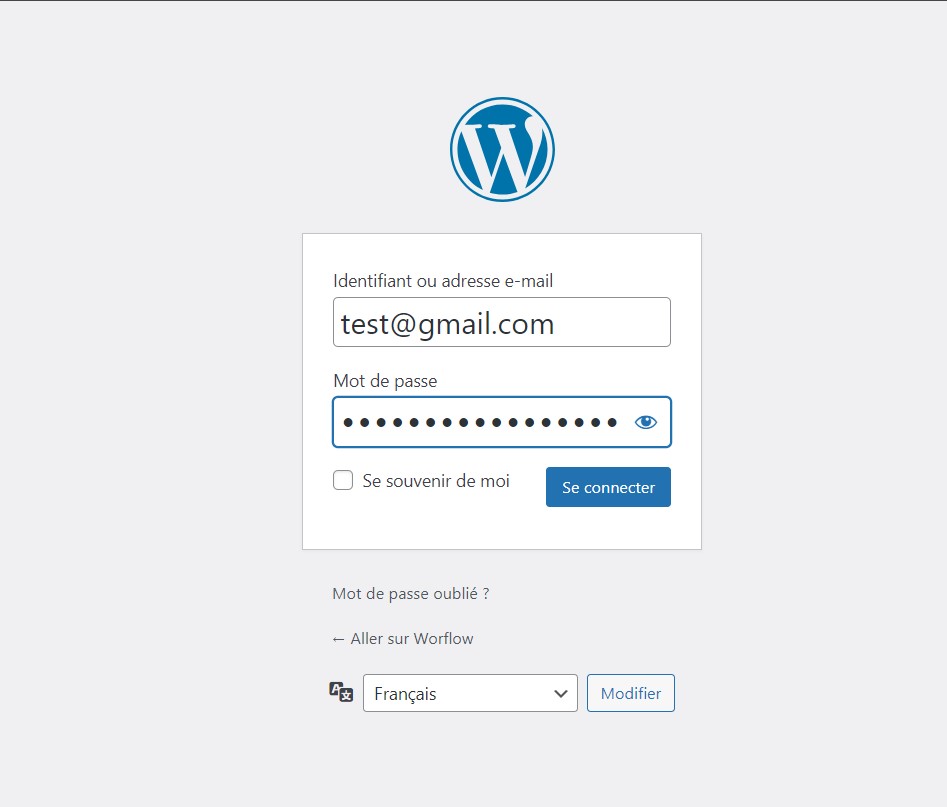 Identifiant ou adresse e-mail
test@gmail.com
Mot de passe
•••••••••••••••••
Se souvenir de moi
Se connecter
Mot de passe oublié ?
← Aller sur Worflow
Français
Modifier